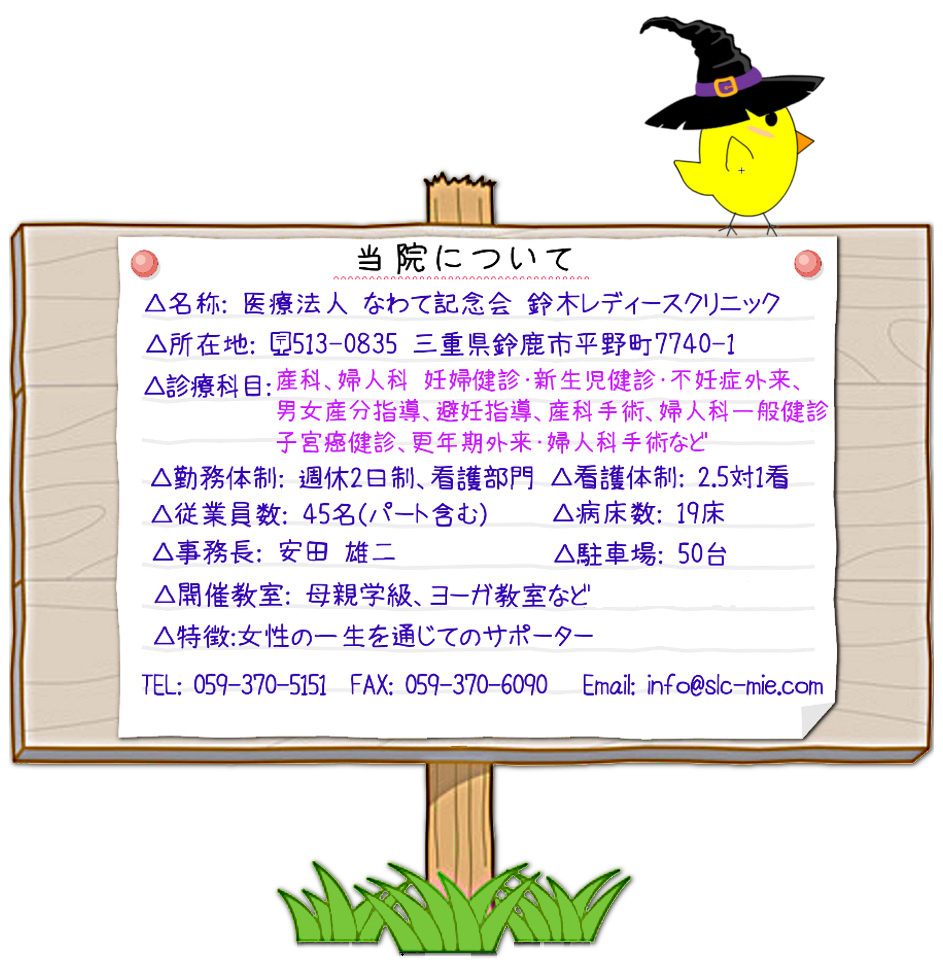 当院について
△名称: 医療法人 なわて記念会 鈴木レディースクリニック
△所在地: 〒513-0835 三重県鈴鹿市平野町7740-1
△診療科目: 産科、婦人科 妊婦健診・新生児健診・不妊症外来、
男女産分指導、避妊指導、産科手術、婦人科一般健診
子宮癌健診、更年期外来・婦人科手術など
△勤務体制: 週休2日制、看護部門 △看護体制: 2.5対1看
△従業員数: 45名(パート含む) △病床数: 19床
△事務長: 安田 雄二 △駐車場: 50台
△開催教室: 母親学級、ヨーガ教室など
△特徴:女性の一生を通じてのサポーター
TEL: 059-370-5151 FAX: 059-370-6090 Email: info@slc-mie.com